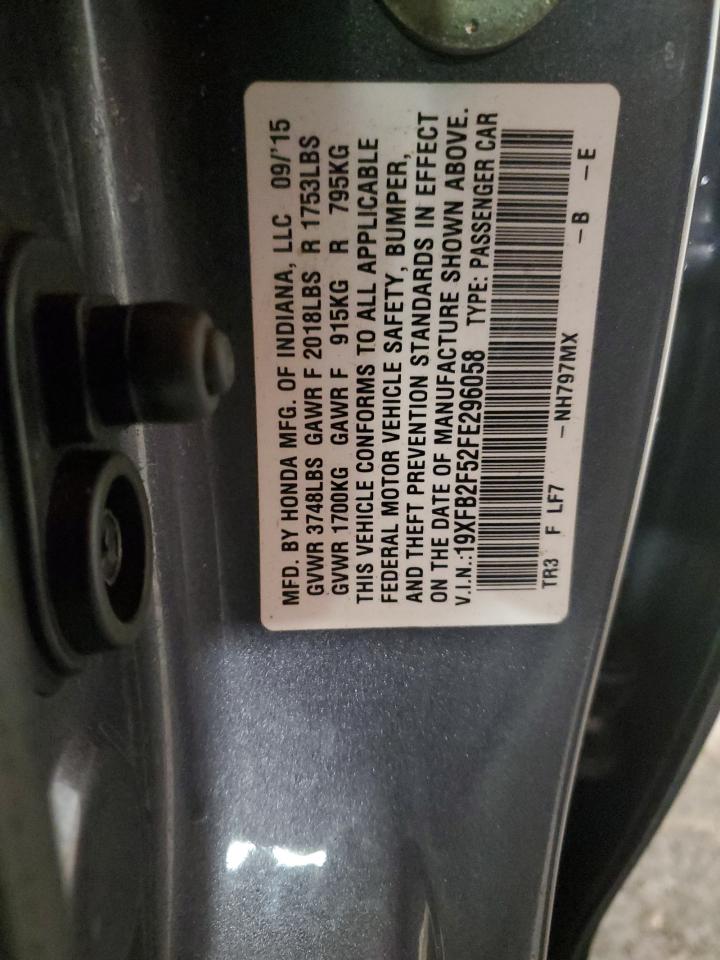 MFD. BY HONDA MFG. OF INDIANA, LLC 09/'15
GVWR 3748LBS GAWR F 2018LBS R 1753LBS
GVWR 1700KG GAWR F 915KG R 795KG
THIS VEHICLE CONFORMS TO ALL APPLICABLE
FEDERAL MOTOR VEHICLE SAFETY, BUMPER,
AND THEFT PREVENTION STANDARDS IN EFFECT
ON THE DATE OF MANUFACTURE SHOWN ABOVE.
V.I.N.:19XFB2F52FE296058 TYPE: PASSENGER CAR
TR3 F LF7 -NH797MX -B -E